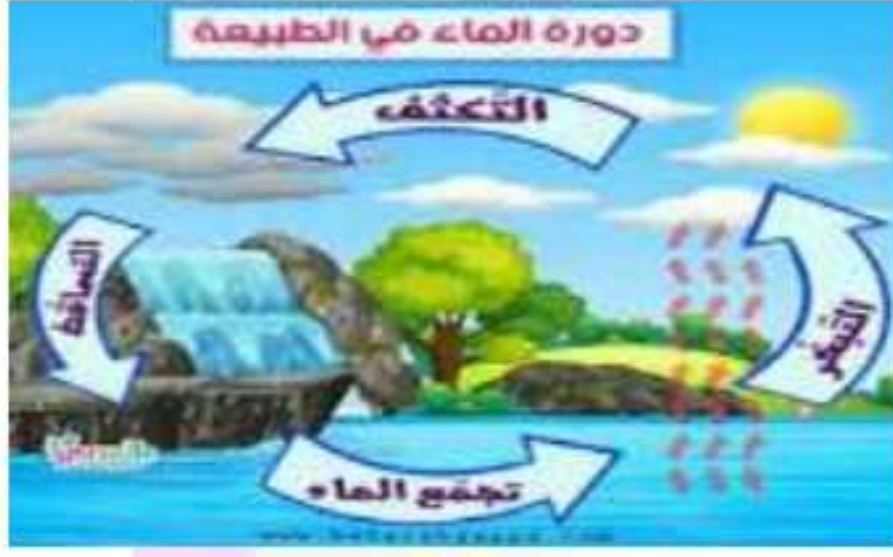 دورة الماء في الطبيعة
التكثف
التبخر
التساقط
تجمع الماء